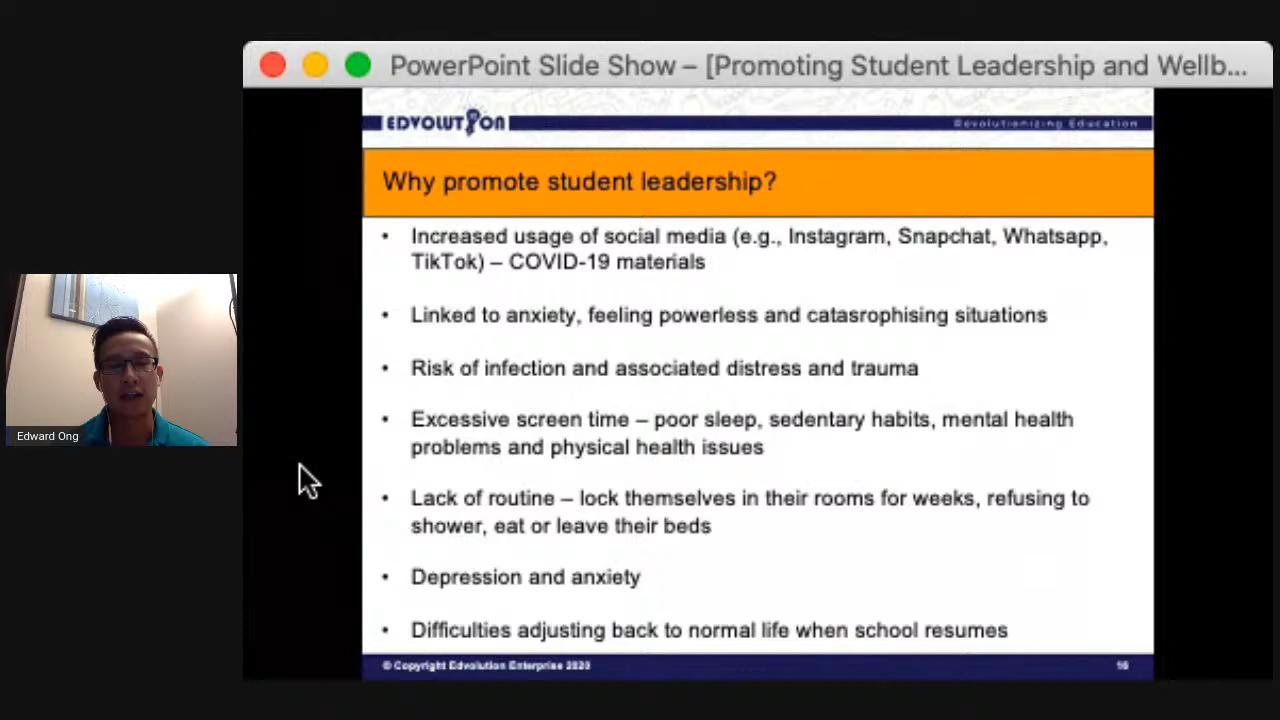 PowerPoint Slide Show – [Promoting Student Leadership and Wellb...
EDVOLUTION
Revolutionizing Education
Why promote student leadership?
• Increased usage of social media (e.g., Instagram, Snapchat, Whatsapp,
TikTok) – COVID-19 materials
• Linked to anxiety, feeling powerless and catasrophising situations
• Risk of infection and associated distress and trauma
• Excessive screen time – poor sleep, sedentary habits, mental health
problems and physical health issues
• Lack of routine – lock themselves in their rooms for weeks, refusing to
shower, eat or leave their beds
• Depression and anxiety
• Difficulties adjusting back to normal life when school resumes
© Copyright Edvolution Enterprise 2020
16
Edward Ong